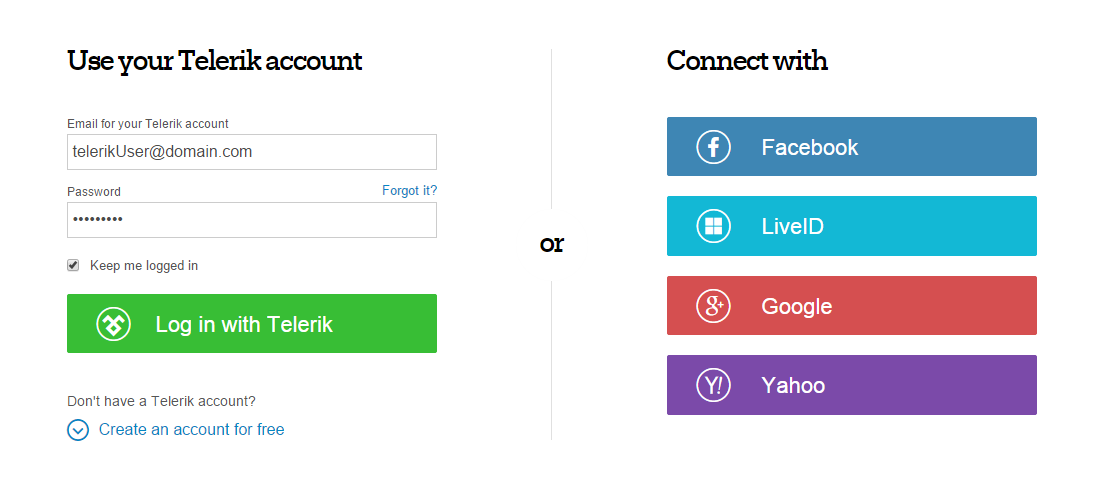 Use your Telerik account
Email for your Telerik account
telerikUser@domain.com
Password
Forgot it?
•••••••••
Keep me logged in
Log in with Telerik
Don't have a Telerik account?
Create an account for free
or
Connect with
Facebook
LiveID
g+ Google
Y! Yahoo